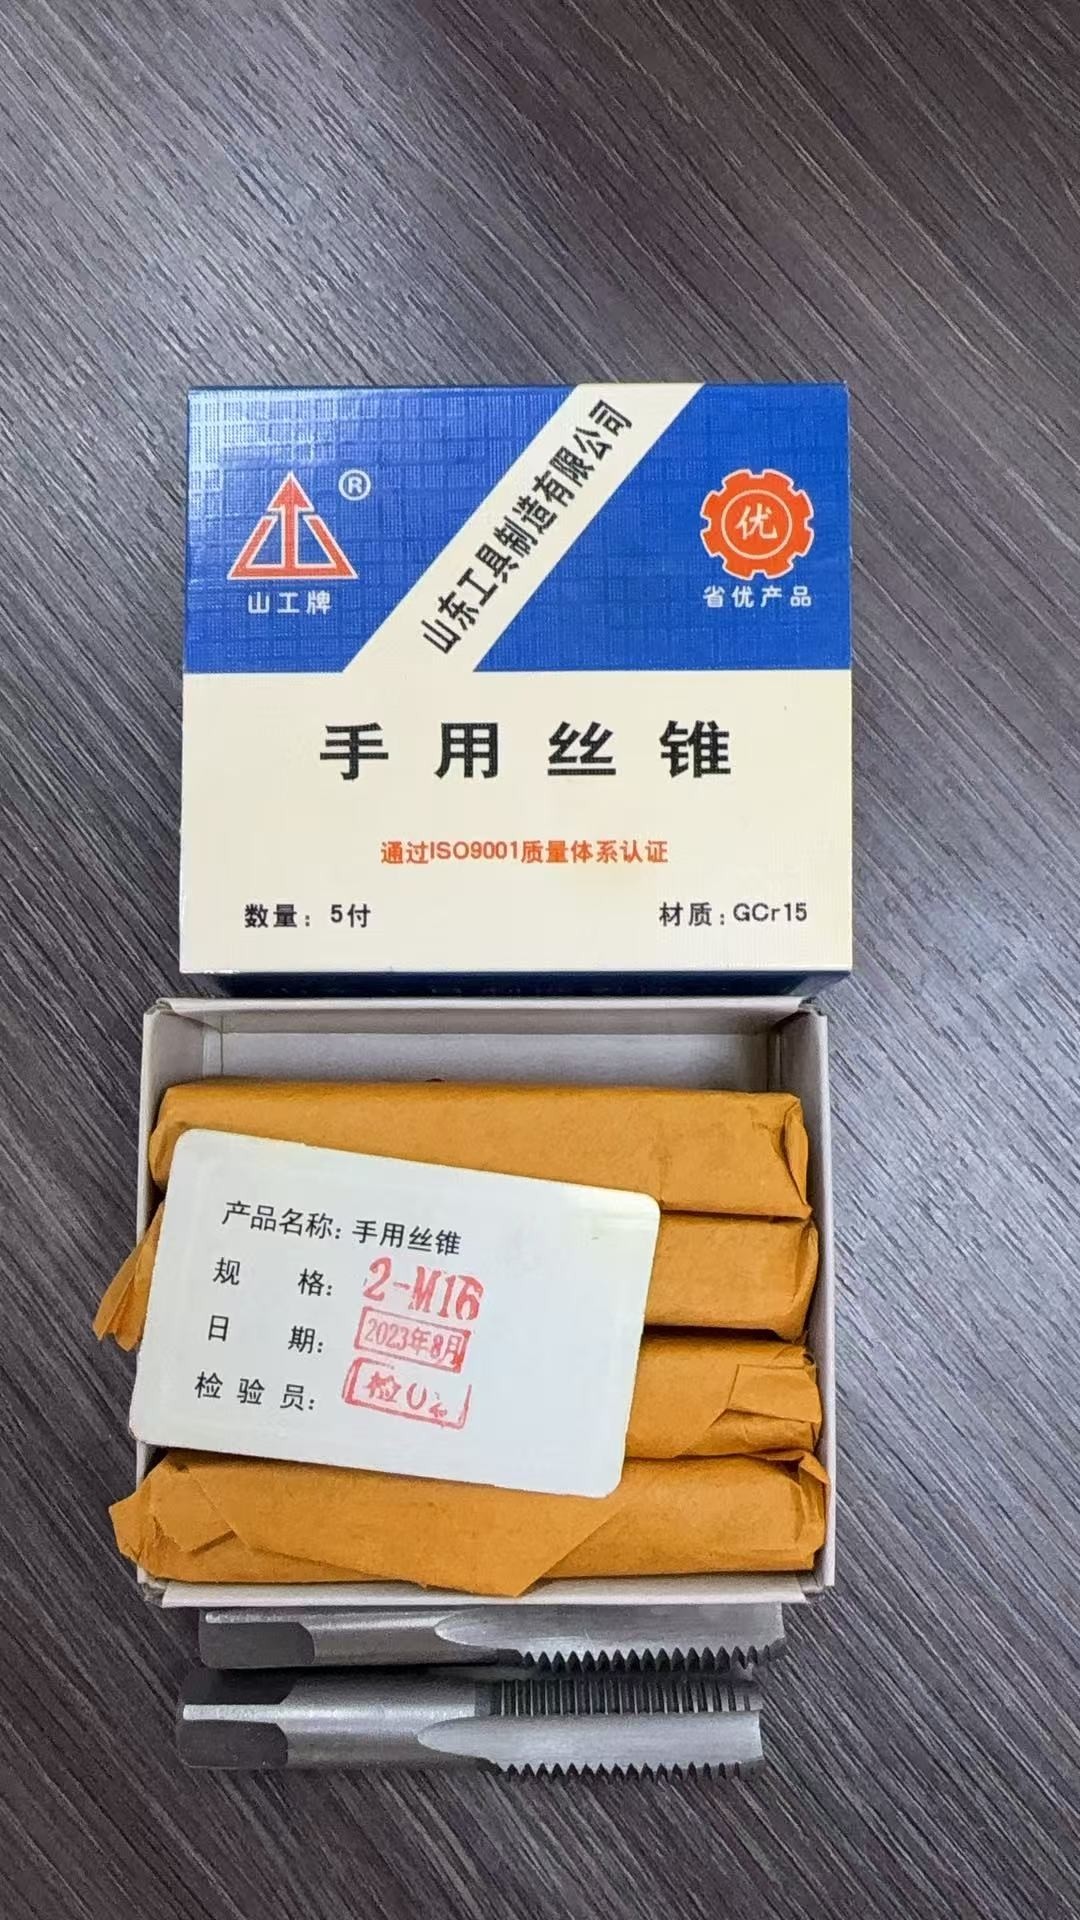 ®
山工牌
山东工具制造有限公司
优
省优产品
手用丝锥
通过ISO9001质量体系认证
数量：5付
材质：GCr15
产品名称：手用丝锥
规格：2-M16
日期：2023年8月
检验员：检0